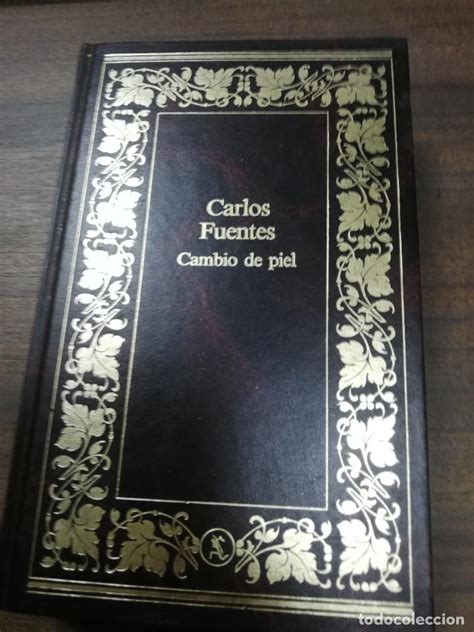 Carlos
Fuentes
Cambio de piel
todocoleccion